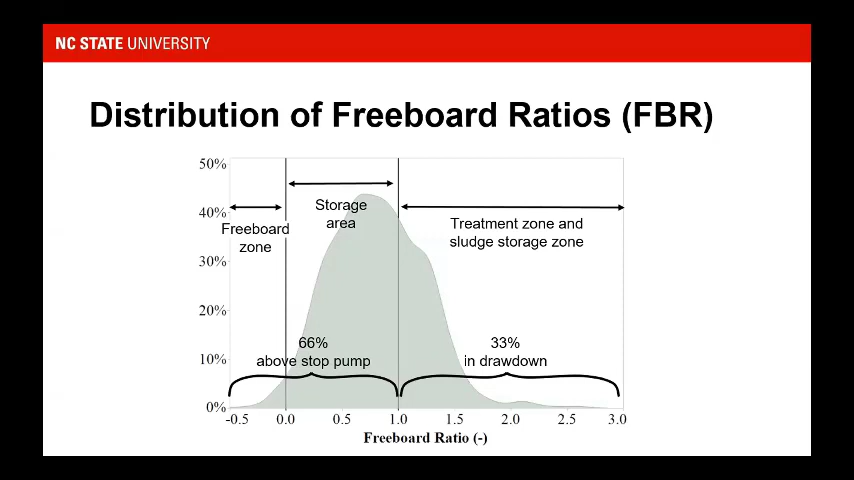 NC STATE UNIVERSITY
Distribution of Freeboard Ratios (FBR)
50%
40%
30%
20%
10%
0%
Freeboard
zone
Storage
area
Treatment zone and
sludge storage zone
66%
above stop pump
33%
in drawdown
-0.5 0.0 0.5 1.0 1.5 2.0 2.5 3.0
Freeboard Ratio (-)